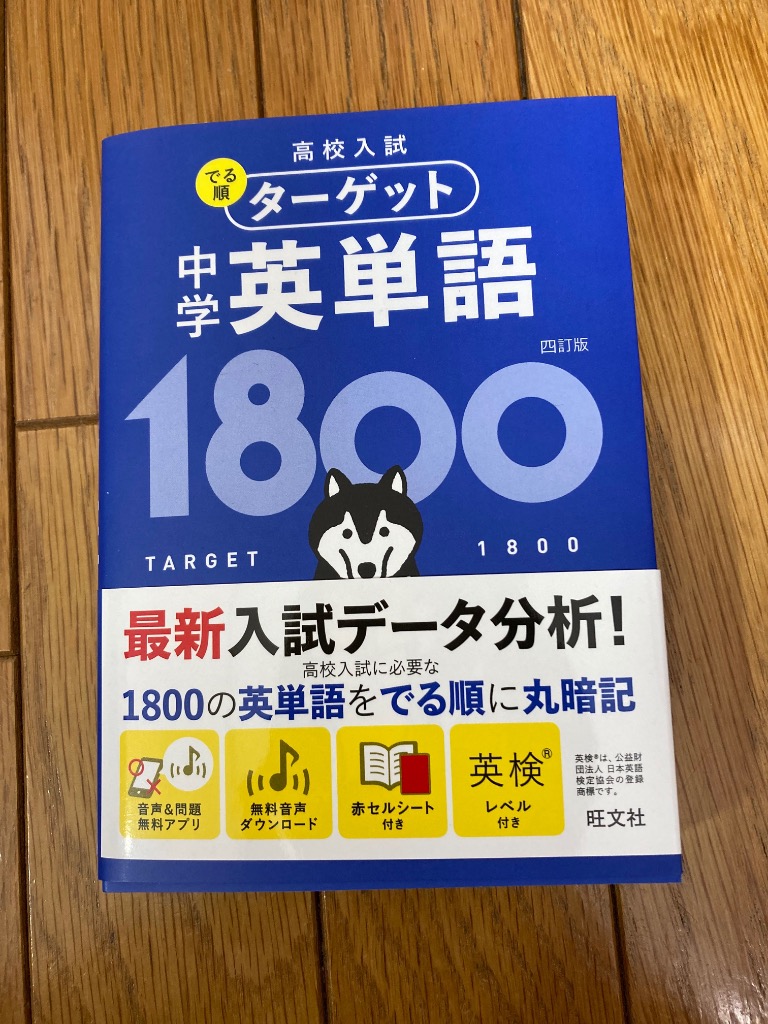 高校入試
でる順
ターゲット
中学
英単語
1800
四訂版
TARGET 1800
最新入試データ分析!
高校入試に必要な
1800の英単語をでる順に丸暗記
音声&問題
無料アプリ
無料音声
ダウンロード
赤セルシート
付き
英検®
レベル
付き
英検®は、公益財
団法人 日本英語
検定協会の登録
商標です。
旺文社